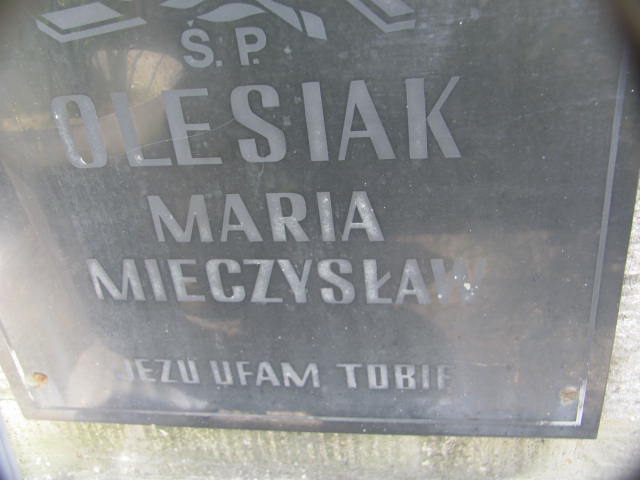 Ś.P.
OLESIAK
MARIA
MIECZYSŁAW
JEZU UFAM TOBIE